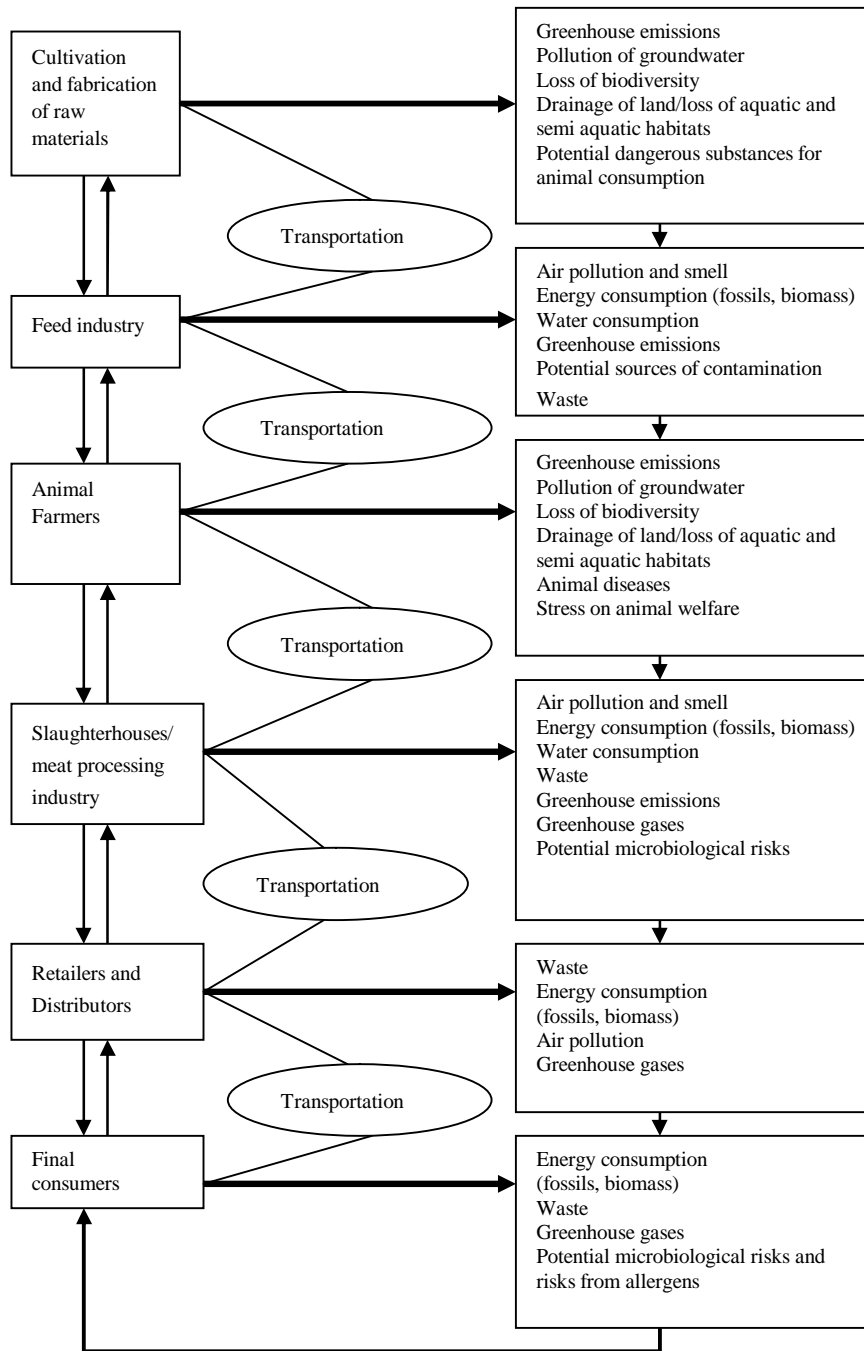 Cultivation
and fabrication
of raw
materials
Greenhouse emissions
Pollution of groundwater
Loss of biodiversity
Drainage of land/loss of aquatic and
semi aquatic habitats
Potential dangerous substances for
animal consumption
Transportation
Feed industry
Air pollution and smell
Energy consumption (fossils, biomass)
Water consumption
Greenhouse emissions
Potential sources of contamination
Waste
Transportation
Animal
Farmers
Greenhouse emissions
Pollution of groundwater
Loss of biodiversity
Drainage of land/loss of aquatic and
semi aquatic habitats
Animal diseases
Stress on animal welfare
Transportation
Slaughterhouses/
meat processing
industry
Air pollution and smell
Energy consumption (fossils, biomass)
Water consumption
Waste
Greenhouse emissions
Greenhouse gases
Potential microbiological risks
Transportation
Retailers and
Distributors
Waste
Energy consumption
(fossils, biomass)
Air pollution
Greenhouse gases
Transportation
Final
consumers
Energy consumption
(fossils, biomass)
Waste
Greenhouse gases
Potential microbiological risks and
risks from allergens